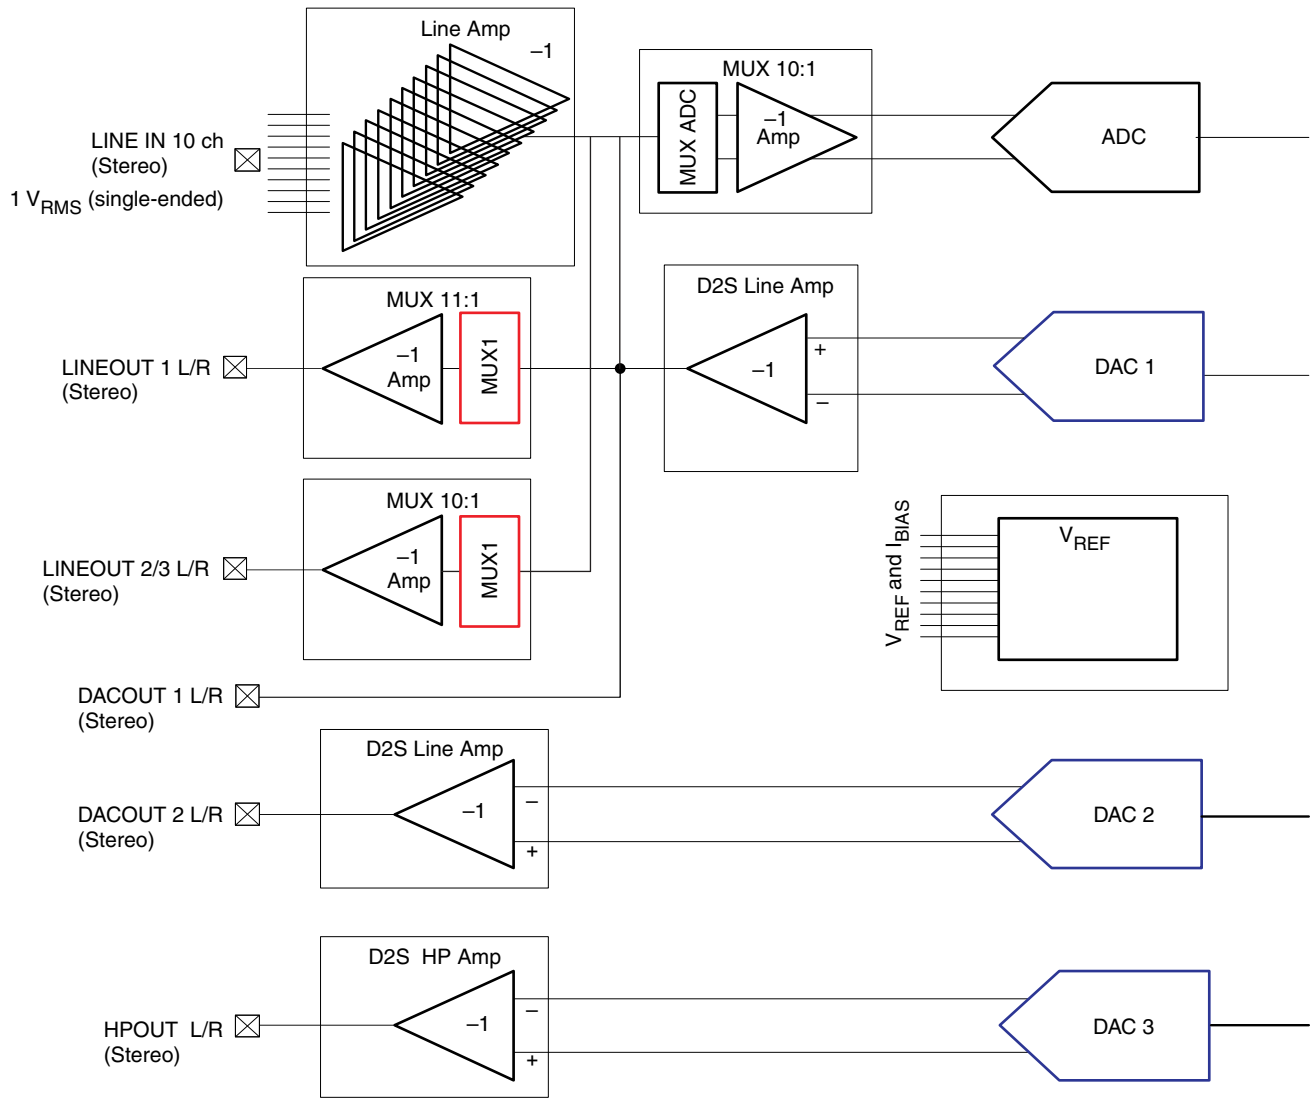 Line Amp
–1
LINE IN 10 ch
(Stereo)
1 VRMS (single-ended)
MUX 10:1
MUX ADC
–1
Amp
ADC
MUX 11:1
–1
Amp
MUX1
LINEOUT 1 L/R
(Stereo)
D2S Line Amp
–1
+
–
DAC 1
MUX 10:1
–1
Amp
MUX1
LINEOUT 2/3 L/R
(Stereo)
VREF and IBIAS
VREF
DACOUT 1 L/R
(Stereo)
D2S Line Amp
–1
–
+
DACOUT 2 L/R
(Stereo)
DAC 2
D2S HP Amp
–1
–
+
HPOUT L/R
(Stereo)
DAC 3